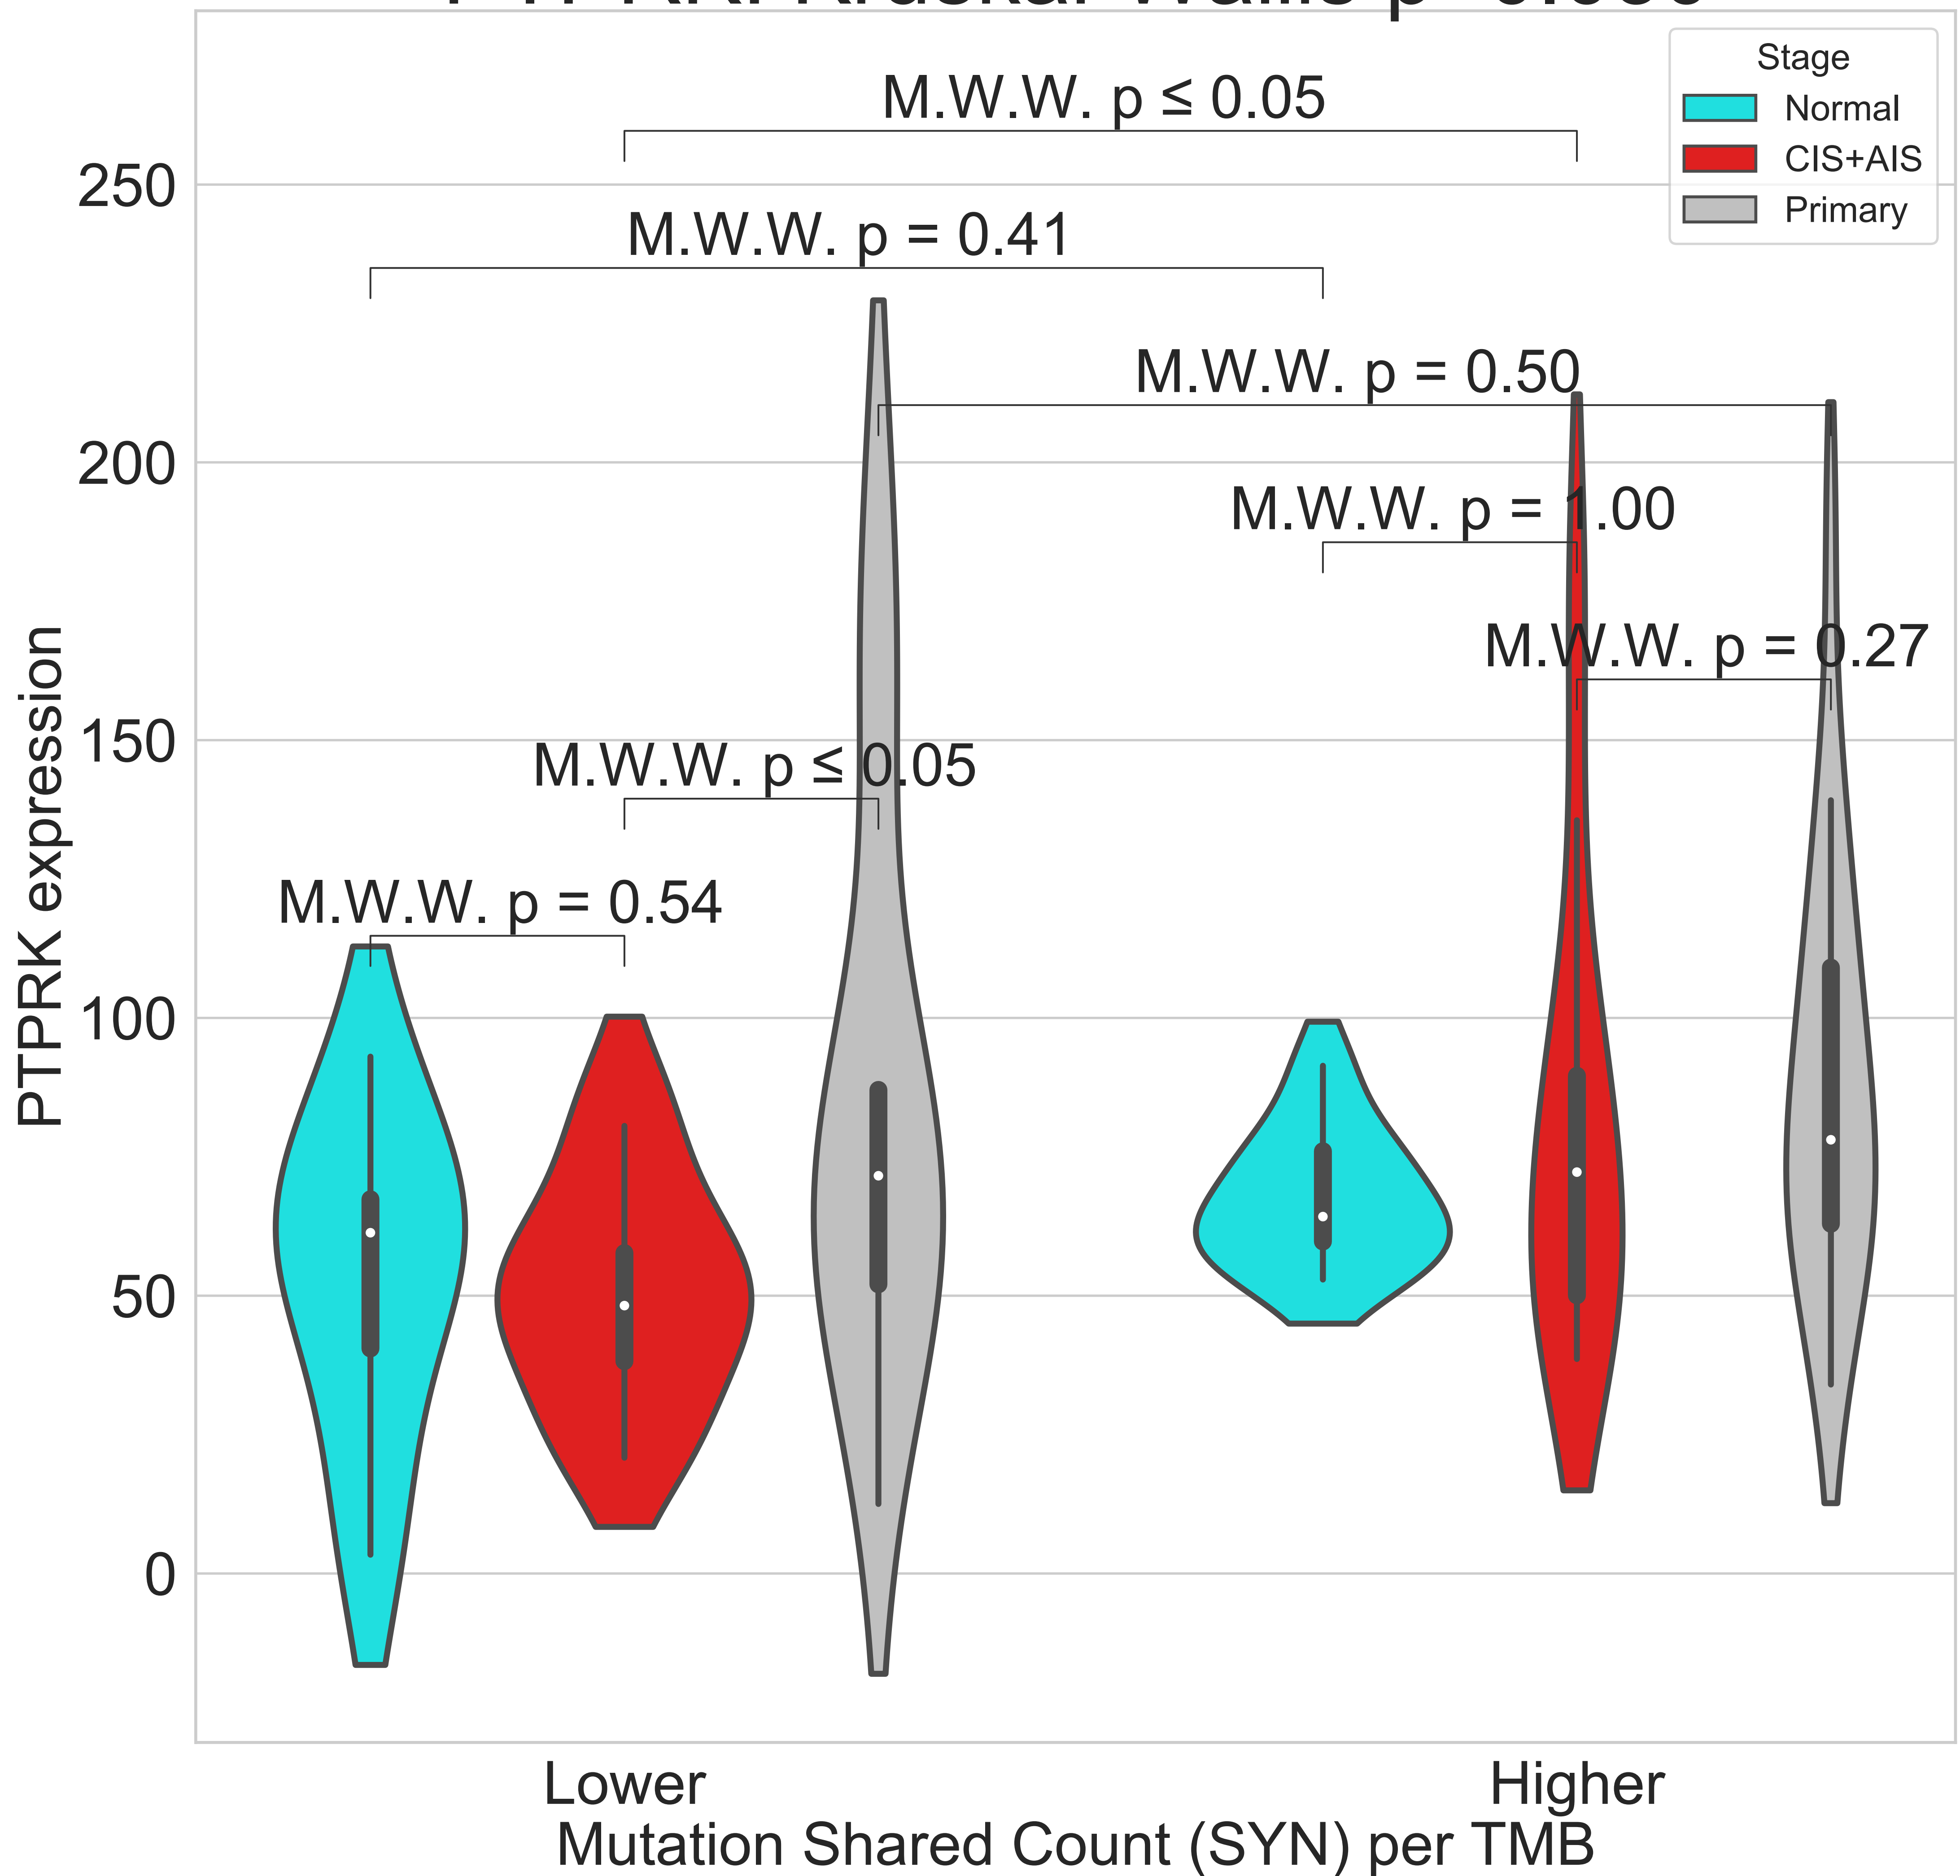 Stage
Normal
CIS+AIS
Primary
M.W.W. p ≤ 0.05
M.W.W. p = 0.41
M.W.W. p = 0.50
M.W.W. p = 1.00
M.W.W. p = 0.27
M.W.W. p ≤ 0.05
M.W.W. p = 0.54
PTPRK expression
250
200
150
100
50
0
Lower
Higher
Mutation Shared Count (SYN) per TMB